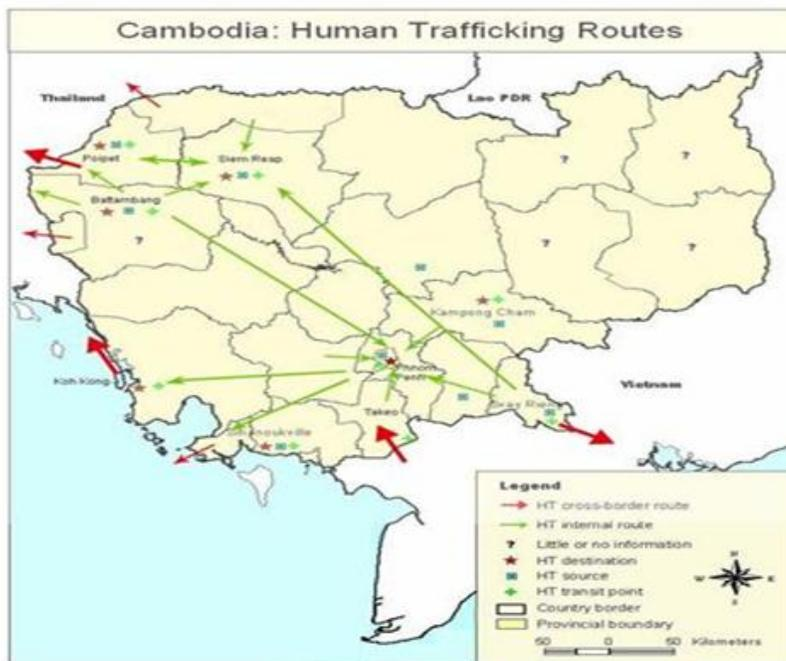 Cambodia: Human Trafficking Routes
Thailand
Lao PDR
?
?
Poipet
Siem Reap
Battambang
?
?
?
Kampong Cham
Phnom
Penh
Koh Kong
Takeo
Svay Rieng
Vietnam
Sihanoukville
Legend
HT cross-border route
HT internal route
? Little or no information
HT destination
HT source
HT transit point
Country border
Provincial boundary
N
W
E
S
50 0 50 Kilometers